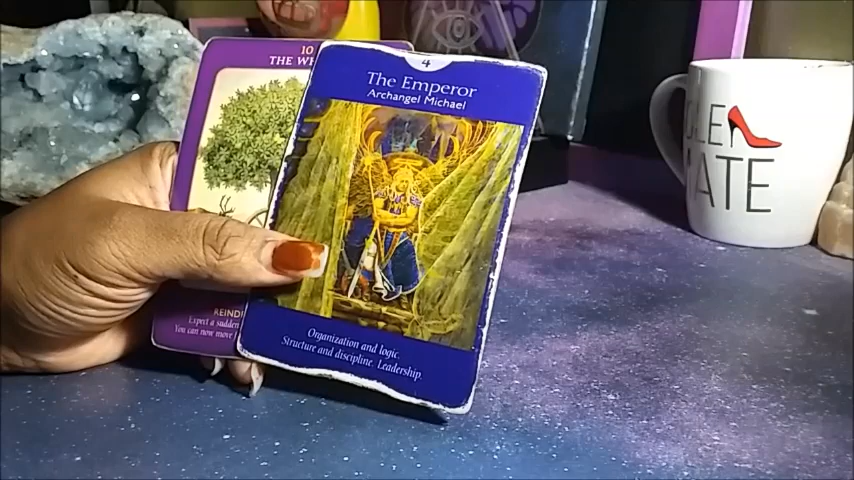 10
THE WH
4
The Emperor
Archangel Michael
REINDE
Expect a sudden
You can now move
Organization and logic.
Structure and discipline. Leadership.
GLE
ATE